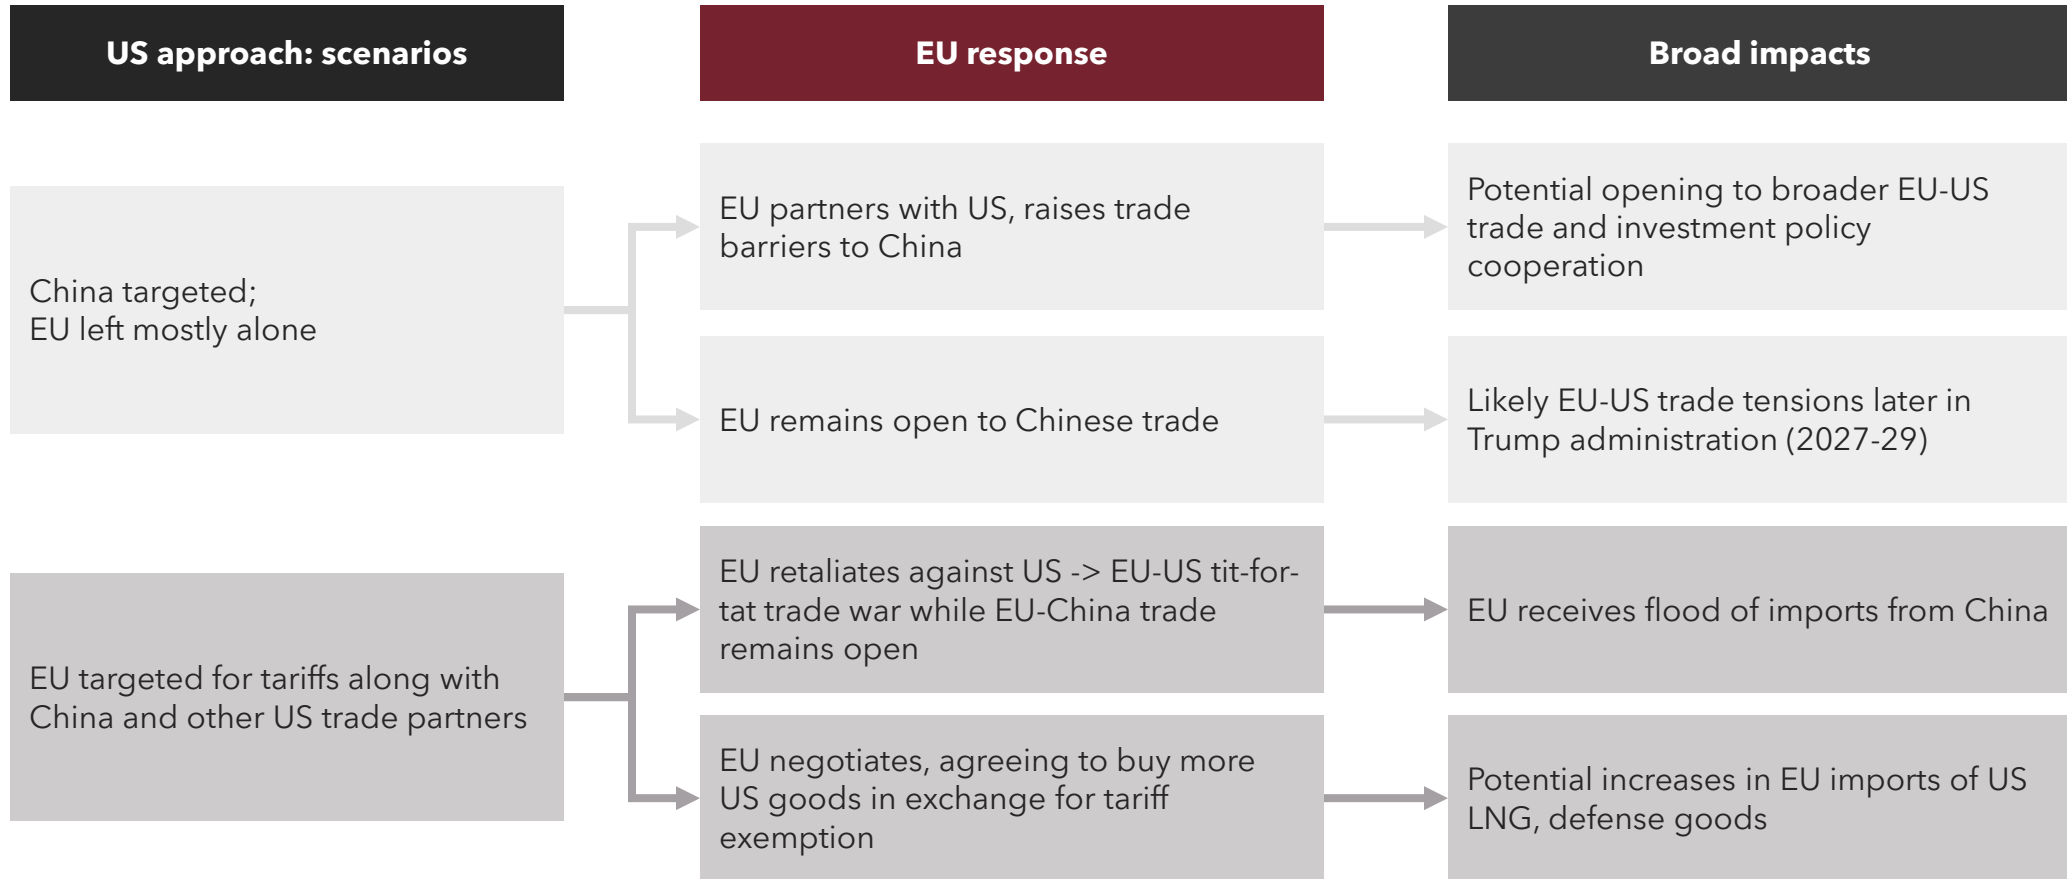 US approach: scenarios
EU response
Broad impacts
China targeted;
EU left mostly alone
EU partners with US, raises trade
barriers to China
Potential opening to broader EU-US
trade and investment policy
cooperation
EU remains open to Chinese trade
Likely EU-US trade tensions later in
Trump administration (2027-29)
EU targeted for tariffs along with
China and other US trade partners
EU retaliates against US -> EU-US tit-for-
tat trade war while EU-China trade
remains open
EU receives flood of imports from China
EU negotiates, agreeing to buy more
US goods in exchange for tariff
exemption
Potential increases in EU imports of US
LNG, defense goods